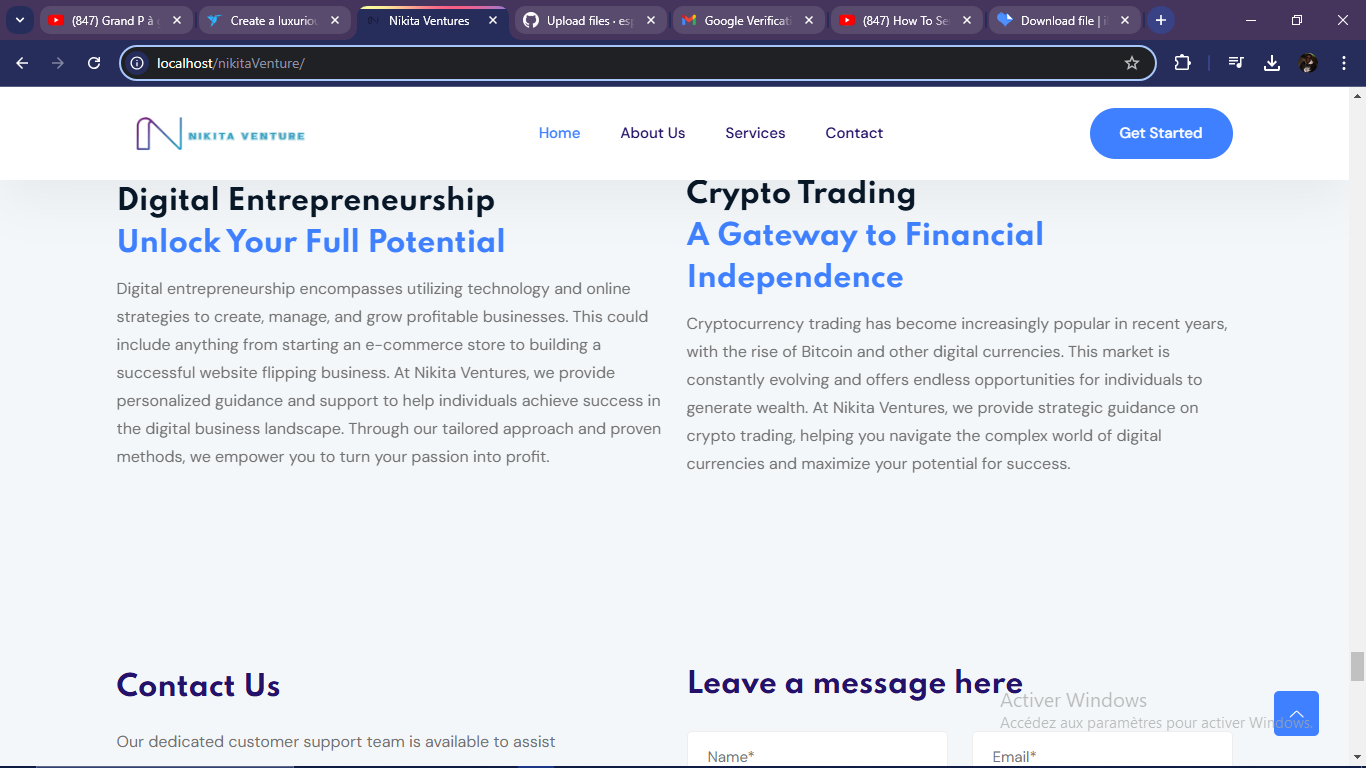 (847) Grand P à
Create a luxurio
Nikita Ventures
Upload files · es
Google Verificati
(847) How To Se
Download file | i
localhost/nikitaVenture/
N NIKITA VENTURE
Home
About Us
Services
Contact
Get Started
Digital Entrepreneurship
Unlock Your Full Potential
Digital entrepreneurship encompasses utilizing technology and online
strategies to create, manage, and grow profitable businesses. This could
include anything from starting an e-commerce store to building a
successful website flipping business. At Nikita Ventures, we provide
personalized guidance and support to help individuals achieve success in
the digital business landscape. Through our tailored approach and proven
methods, we empower you to turn your passion into profit.
Crypto Trading
A Gateway to Financial
Independence
Cryptocurrency trading has become increasingly popular in recent years,
with the rise of Bitcoin and other digital currencies. This market is
constantly evolving and offers endless opportunities for individuals to
generate wealth. At Nikita Ventures, we provide strategic guidance on
crypto trading, helping you navigate the complex world of digital
currencies and maximize your potential for success.
Contact Us
Our dedicated customer support team is available to assist
Leave a message here
Name*
Email*
Activer Windows
Accédez aux paramètres pour activer Windows.